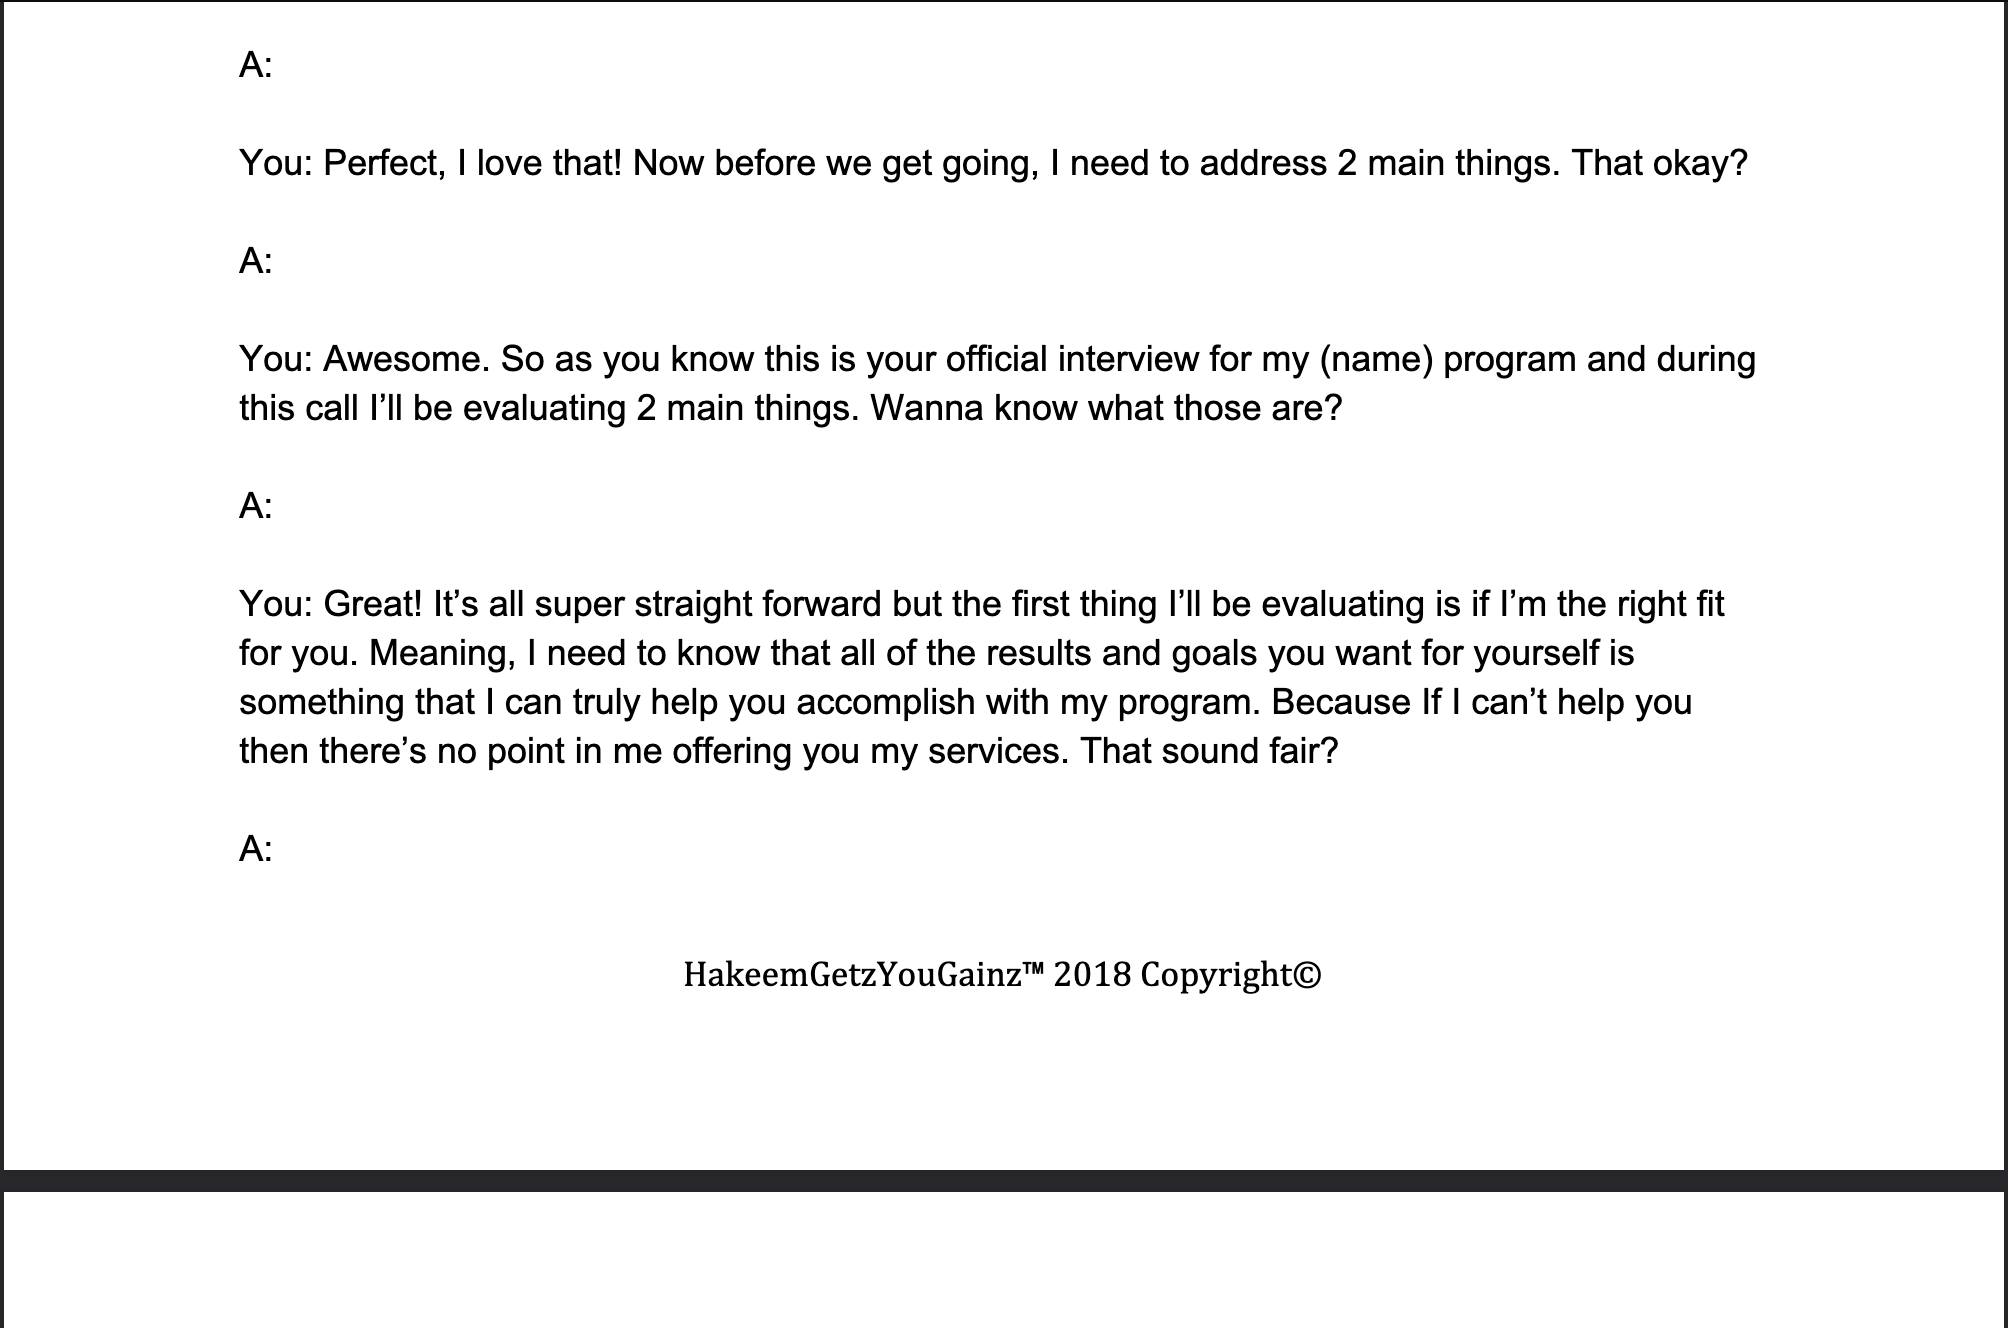 A:
You: Perfect, I love that! Now before we get going, I need to address 2 main things. That okay?
A:
You: Awesome. So as you know this is your official interview for my (name) program and during
this call I’ll be evaluating 2 main things. Wanna know what those are?
A:
You: Great! It’s all super straight forward but the first thing I’ll be evaluating is if I’m the right fit
for you. Meaning, I need to know that all of the results and goals you want for yourself is
something that I can truly help you accomplish with my program. Because If I can’t help you
then there’s no point in me offering you my services. That sound fair?
A:
HakeemGetzYouGainz™ 2018 Copyright©